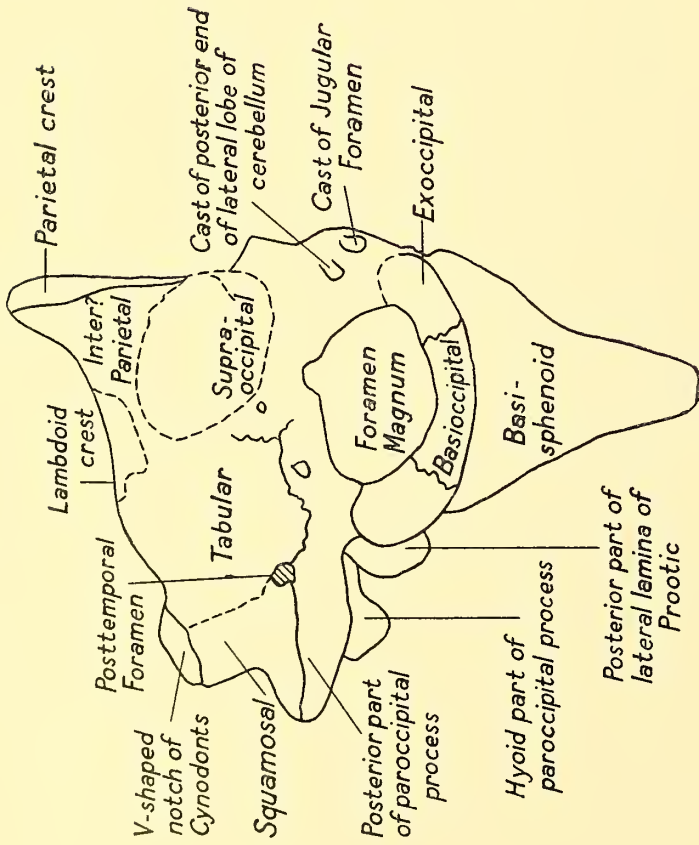 Parietal crest
Cast of posterior end
of lateral lobe of
cerebellum
Cast of Jugular
Foramen
Exoccipital
Inter?
Parietal
Supra-
occipital
Foramen
Magnum
Basioccipital
Basi-
sphenoid
Lambdoid
crest
Tabular
Posttemporal
Foramen
V-shaped
notch of
Cynodonts
Squamosal
Posterior part
of paroccipital
process
Hyoid part of
paroccipital process
Posterior part of
lateral lamina of
Prootic